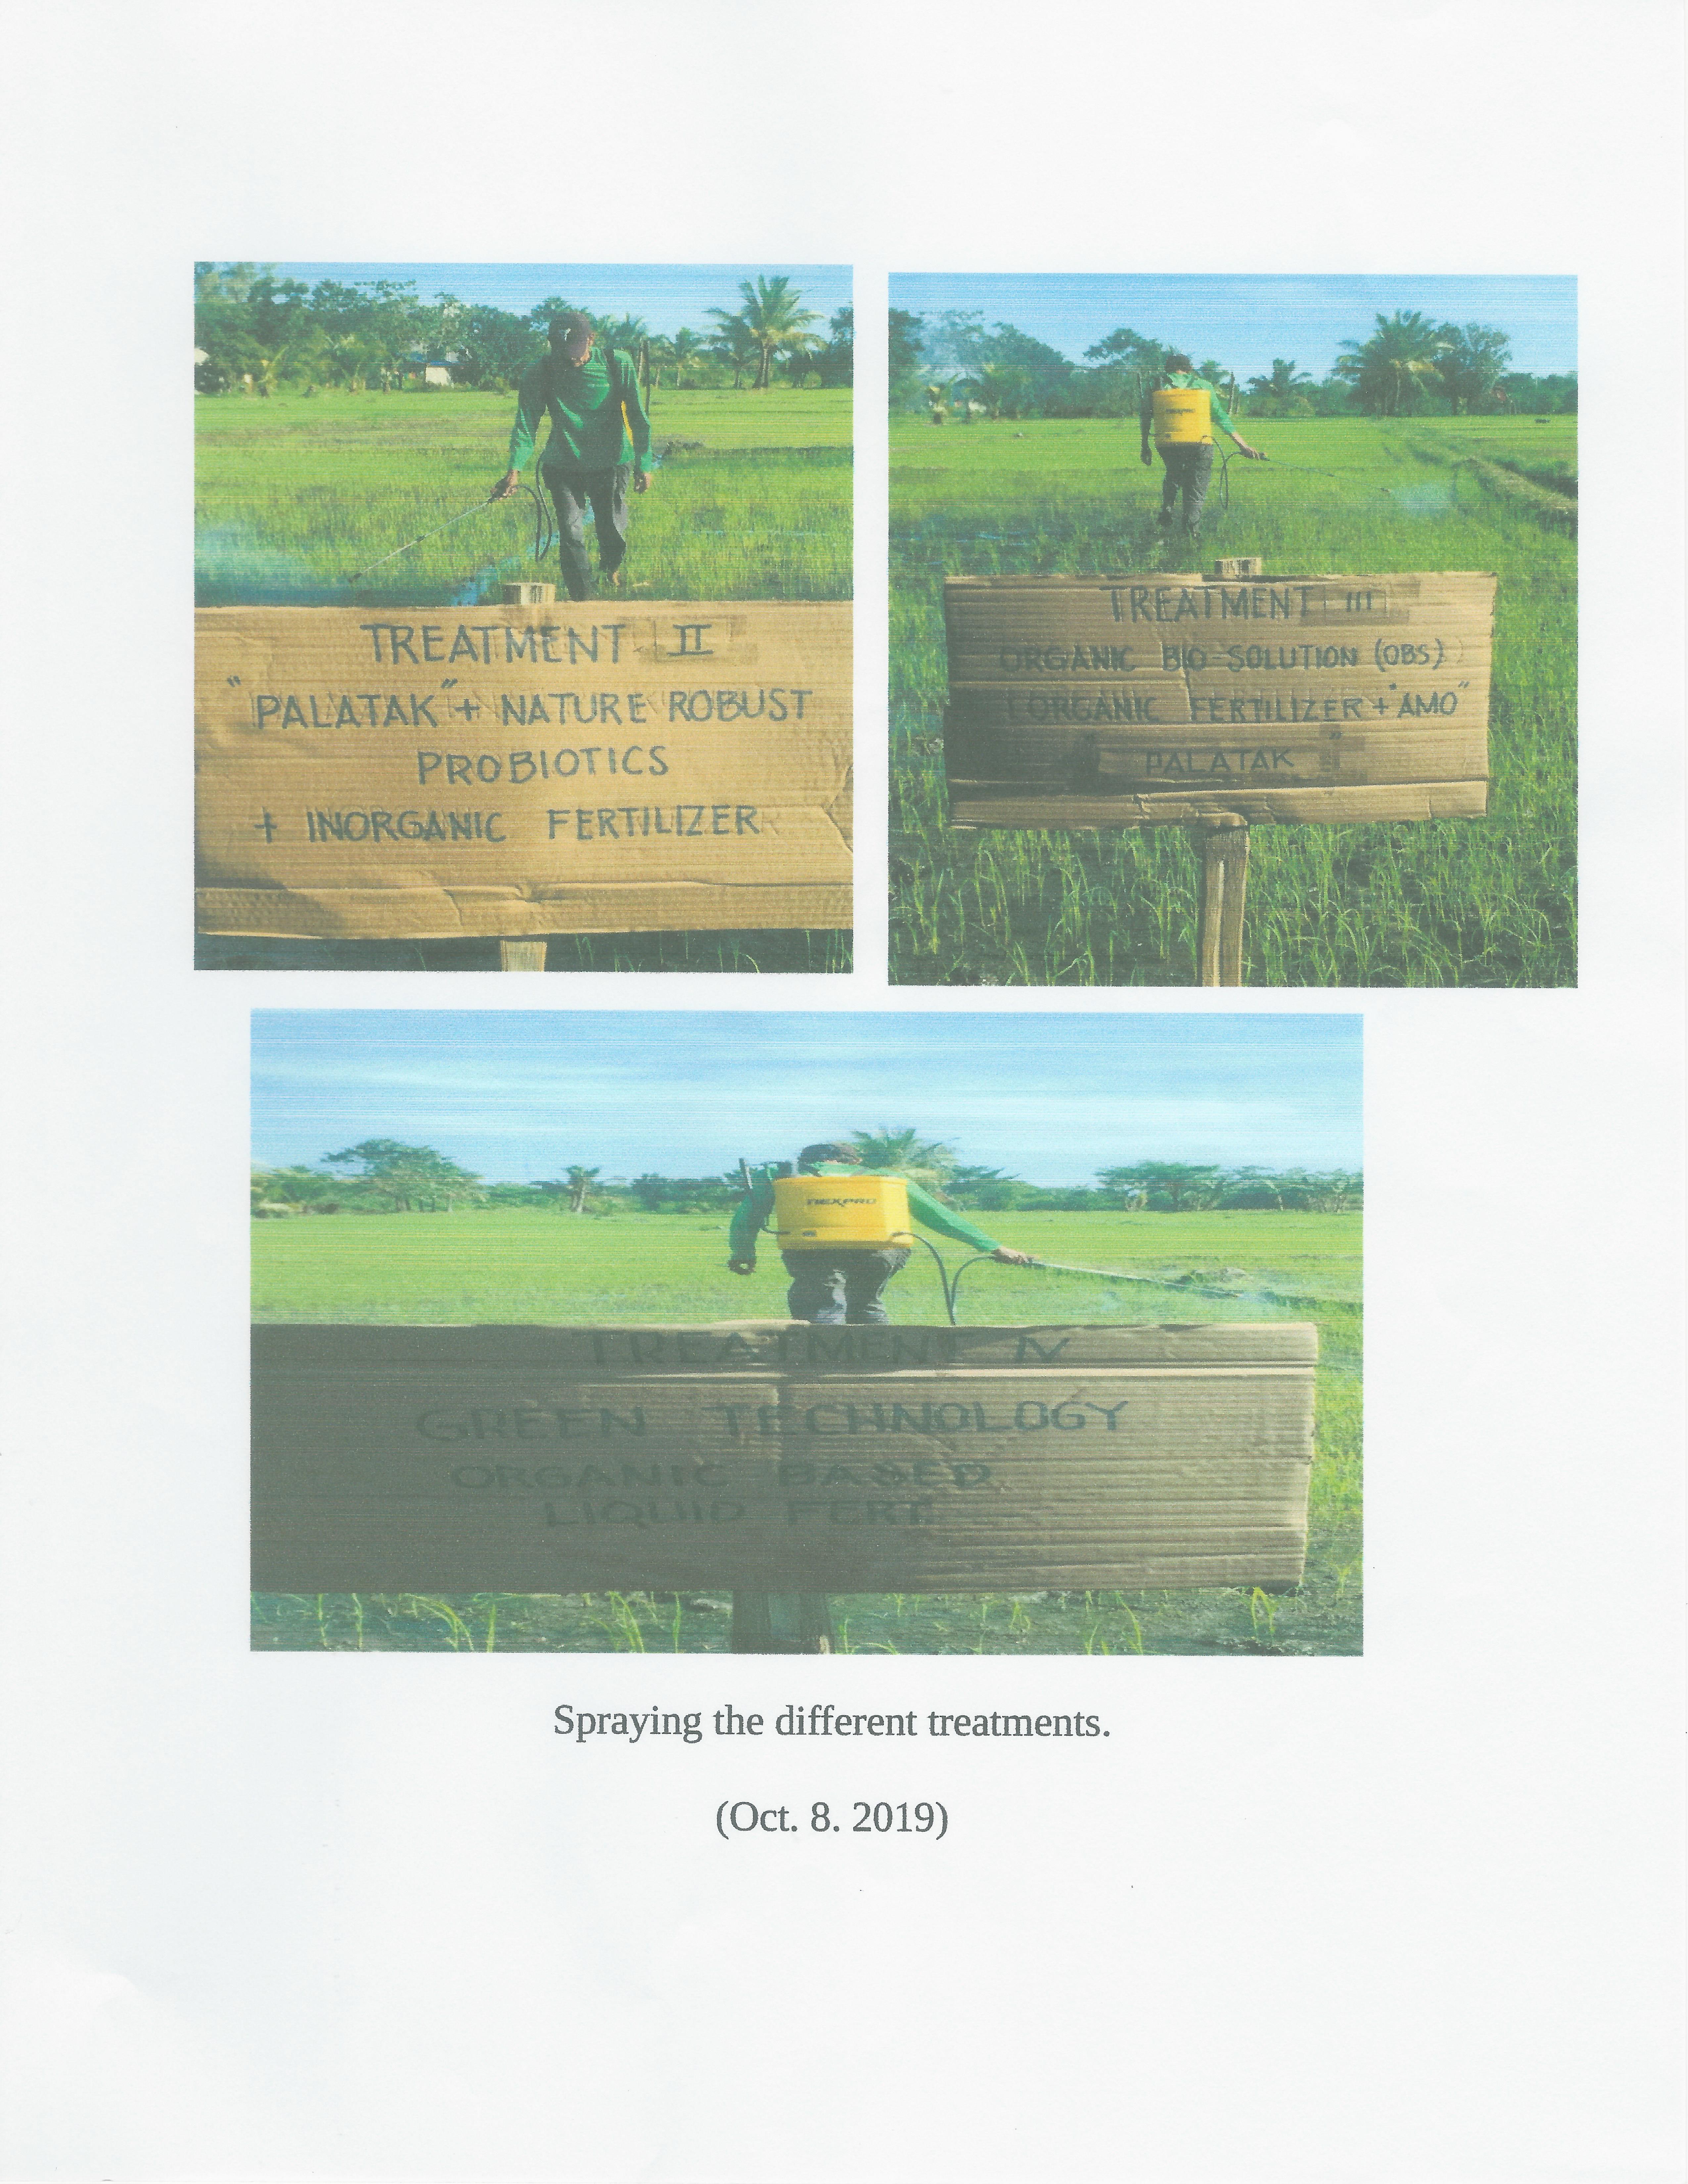 TREATMENT II
"PALATAK" + NATURE ROBUST
PROBIOTICS
+ INORGANIC FERTILIZER
TREATMENT III
ORGANIC BIO-SOLUTION (OBS)
ORGANIC FERTILIZER + "AMO"
"PALATAK"
TREATMENT IV
GREEN TECHNOLOGY
ORGANIC BASED
LIQUID FERT.
Spraying the different treatments.
(Oct. 8. 2019)